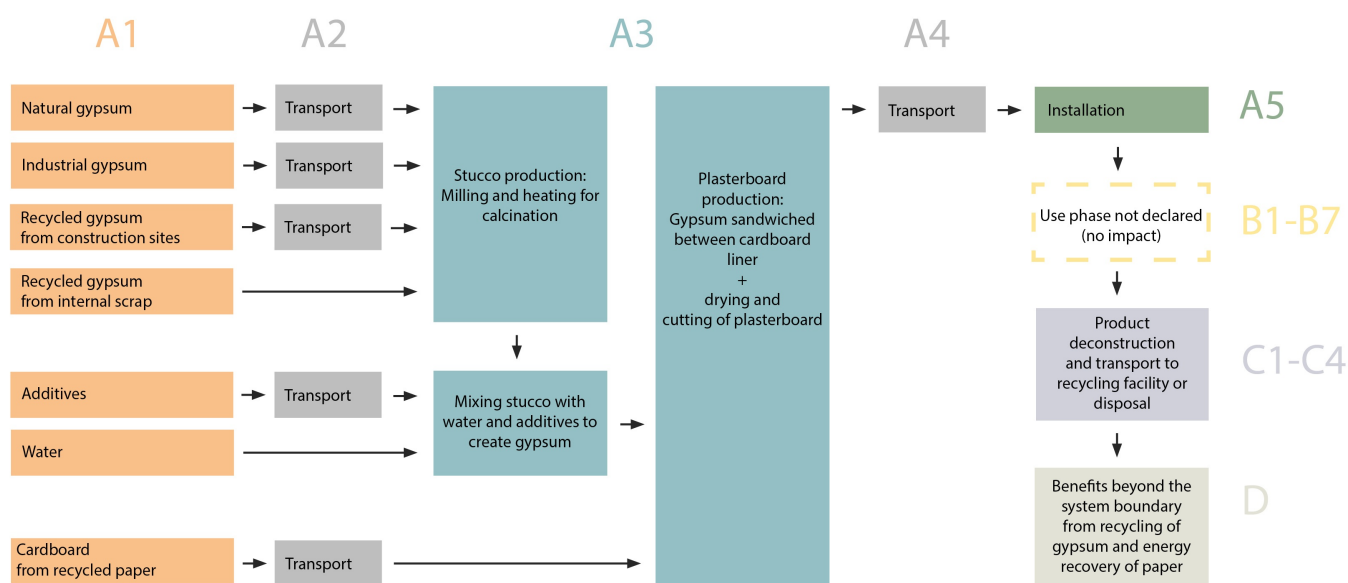 A1
A2
A3
A4
Natural gypsum
Transport
Industrial gypsum
Transport
Recycled gypsum
from construction sites
Transport
Recycled gypsum
from internal scrap
Stucco production:
Milling and heating for
calcination
Additives
Transport
Water
Mixing stucco with
water and additives to
create gypsum
Cardboard
from recycled paper
Transport
Plasterboard
production:
Gypsum sandwiched
between cardboard
liner
+
drying and
cutting of plasterboard
Transport
Installation
A5
Use phase not declared
(no impact)
B1-B7
Product
deconstruction
and transport to
recycling facility or
disposal
C1-C4
Benefits beyond the
system boundary
from recycling of
gypsum and energy
recovery of paper
D